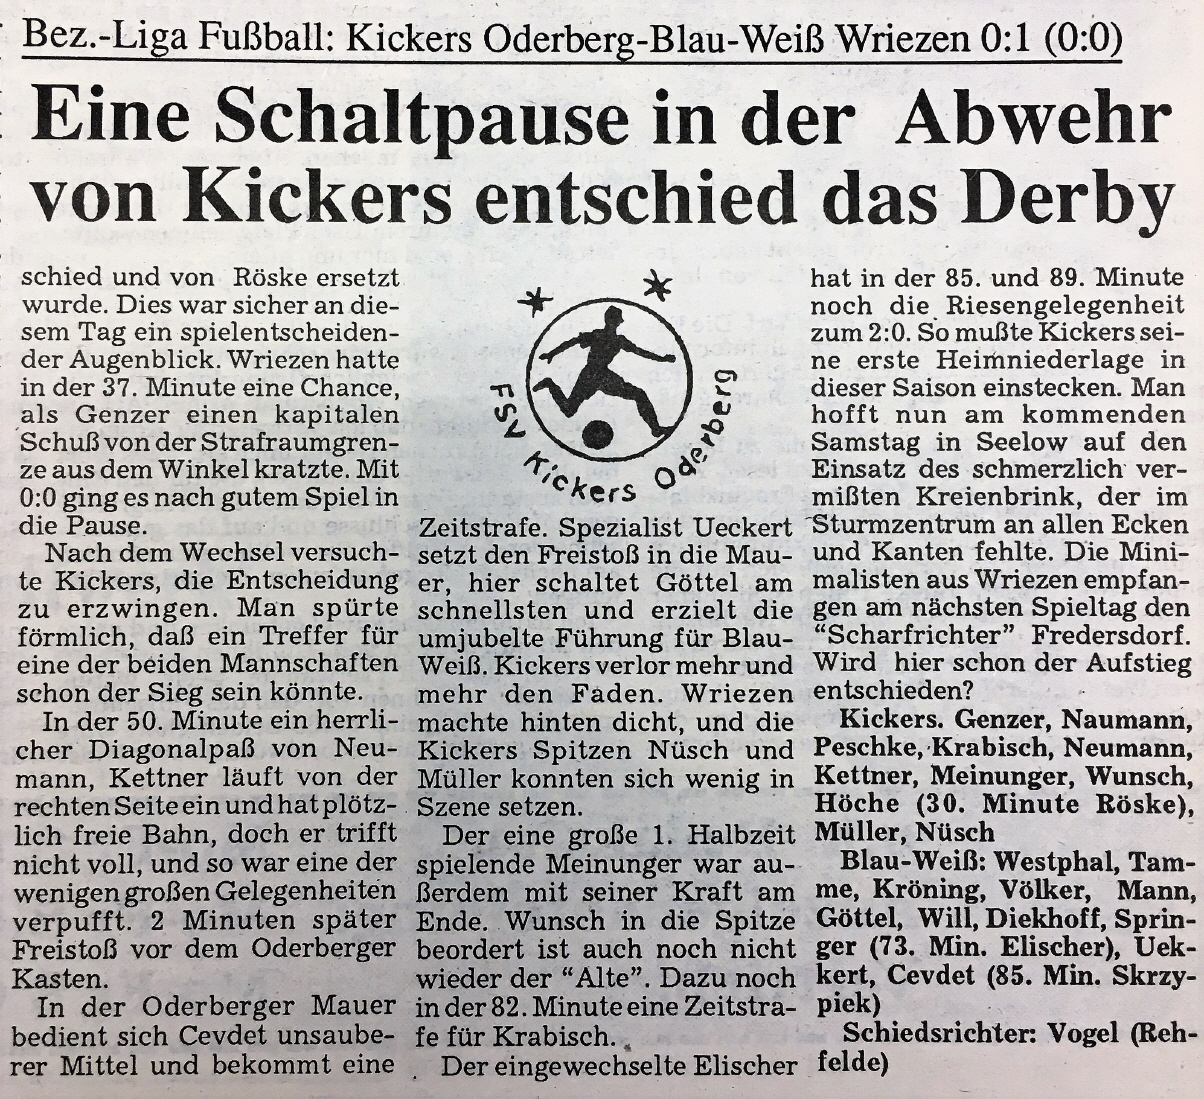 Bez.-Liga Fußball: Kickers Oderberg-Blau-Weiß Wriezen 0:1 (0:0)
Eine Schaltpause in der Abwehr
von Kickers entschied das Derby
schied und von Röske ersetzt
wurde. Dies war sicher an die-
sem Tag ein spielentscheiden-
der Augenblick. Wriezen hatte
in der 37. Minute eine Chance,
als Genzer einen kapitalen
Schuß von der Strafraumgren-
ze aus dem Winkel kratzte. Mit
0:0 ging es nach gutem Spiel in
die Pause.
Nach dem Wechsel versuch-
te Kickers, die Entscheidung
zu erzwingen. Man spürte
förmlich, daß ein Treffer für
eine der beiden Mannschaften
schon der Sieg sein könnte.
In der 50. Minute ein herrli-
cher Diagonalpaß von Neu-
mann, Kettner läuft von der
rechten Seite ein und hat plötz-
lich freie Bahn, doch er trifft
nicht voll, und so war eine der
wenigen großen Gelegenheiten
verpufft. 2 Minuten später
Freistoß vor dem Oderberger
Kasten.
In der Oderberger Mauer
bedient sich Cevdet unsaube-
rer Mittel und bekommt eine
FSV Kickers Oderberg
Zeitstrafe. Spezialist Ueckert
setzt den Freistoß in die Mau-
er, hier schaltet Göttel am
schnellsten und erzielt die
umjubelte Führung für Blau-
Weiß. Kickers verlor mehr und
mehr den Faden. Wriezen
machte hinten dicht, und die
Kickers Spitzen Nüsch und
Müller konnten sich wenig in
Szene setzen.
Der eine große 1. Halbzeit
spielende Meinunger war au-
ßerdem mit seiner Kraft am
Ende. Wunsch in die Spitze
beordert ist auch noch nicht
wieder der “Alte”. Dazu noch
in der 82. Minute eine Zeitstra-
fe für Krabisch.
Der eingewechselte Elischer
hat in der 85. und 89. Minute
noch die Riesengelegenheit
zum 2:0. So mußte Kickers sei-
ne erste Heimniederlage in
dieser Saison einstecken. Man
hofft nun am kommenden
Samstag in Seelow auf den
Einsatz des schmerzlich ver-
mißten Kreienbrink, der im
Sturmzentrum an allen Ecken
und Kanten fehlte. Die Mini-
malisten aus Wriezen empfan-
gen am nächsten Spieltag den
“Scharfrichter” Fredersdorf.
Wird hier schon der Aufstieg
entschieden?
Kickers. Genzer, Naumann,
Peschke, Krabisch, Neumann,
Kettner, Meinunger, Wunsch,
Höche (30. Minute Röske),
Müller, Nüsch
Blau-Weiß: Westphal, Tam-
me, Kröning, Völker, Mann,
Göttel, Will, Diekhoff, Sprin-
ger (73. Min. Elischer), Uek-
kert, Cevdet (85. Min. Skrzy-
piek)
Schiedsrichter: Vogel (Reh-
felde)